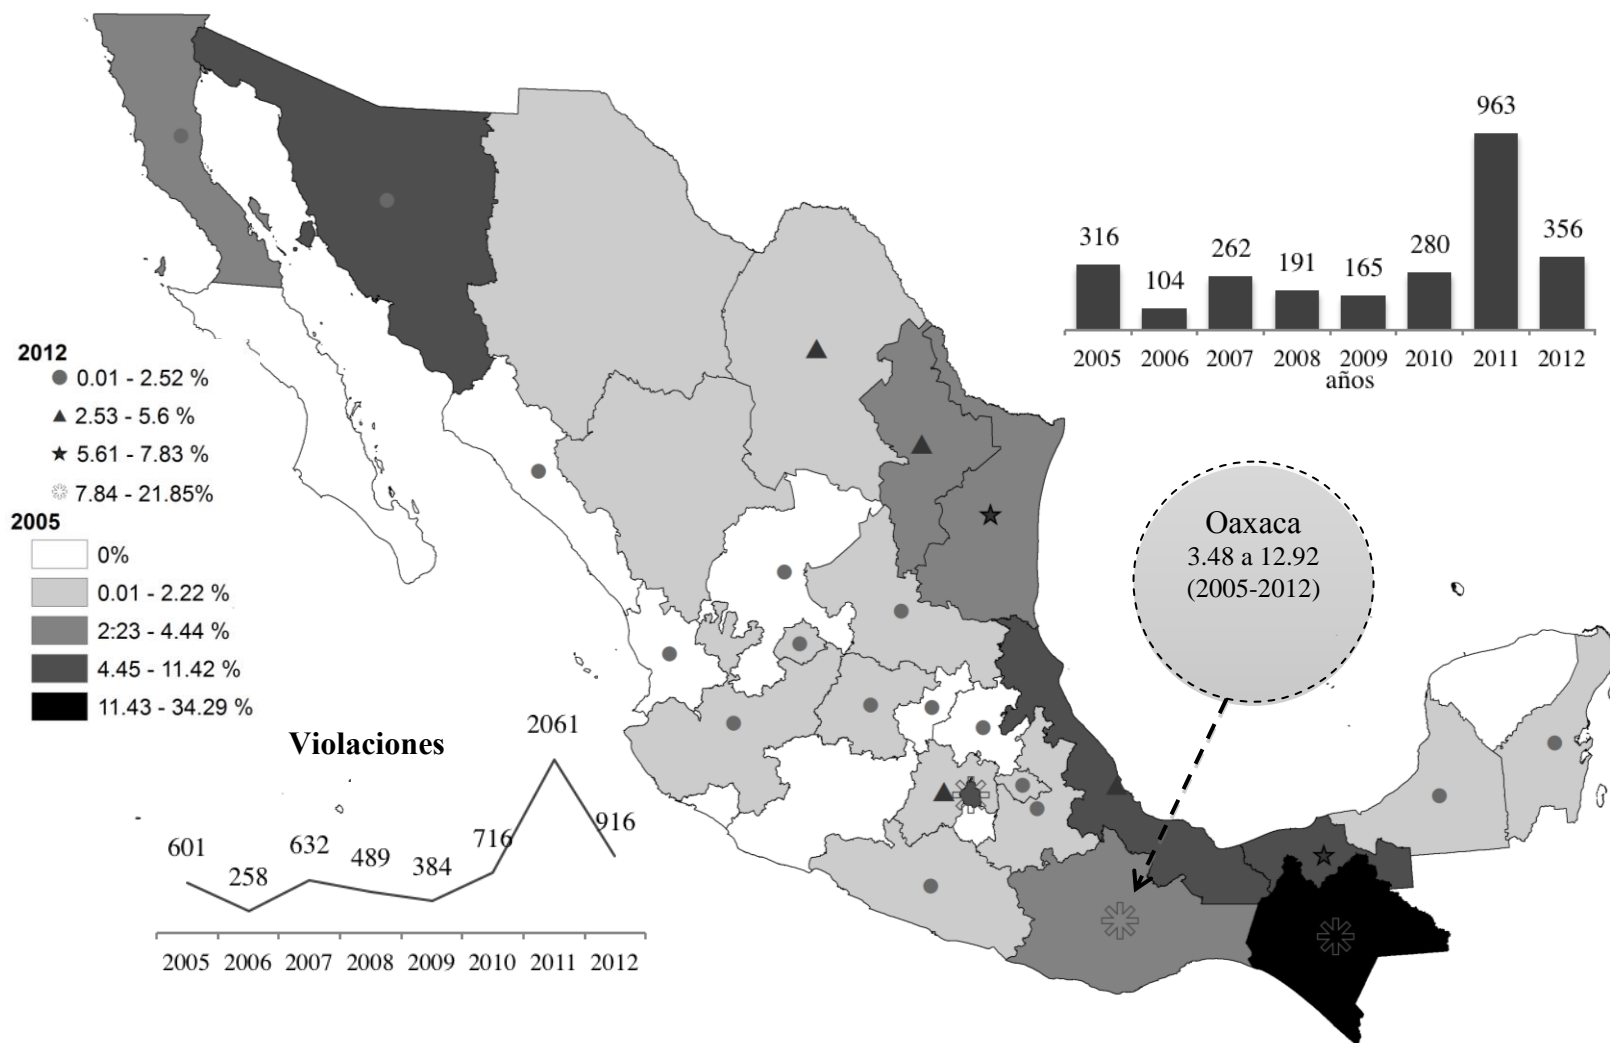 963
316
262
191
165
280
356
104
2005 2006 2007 2008 2009 2010 2011 2012
años
2012
0.01 - 2.52 %
2.53 - 5.6 %
5.61 - 7.83 %
7.84 - 21.85%
2005
0%
0.01 - 2.22 %
2:23 - 4.44 %
4.45 - 11.42 %
11.43 - 34.29 %
Oaxaca
3.48 a 12.92
(2005-2012)
Violaciones
2061
601
258
632
489
384
716
916
2005 2006 2007 2008 2009 2010 2011 2012